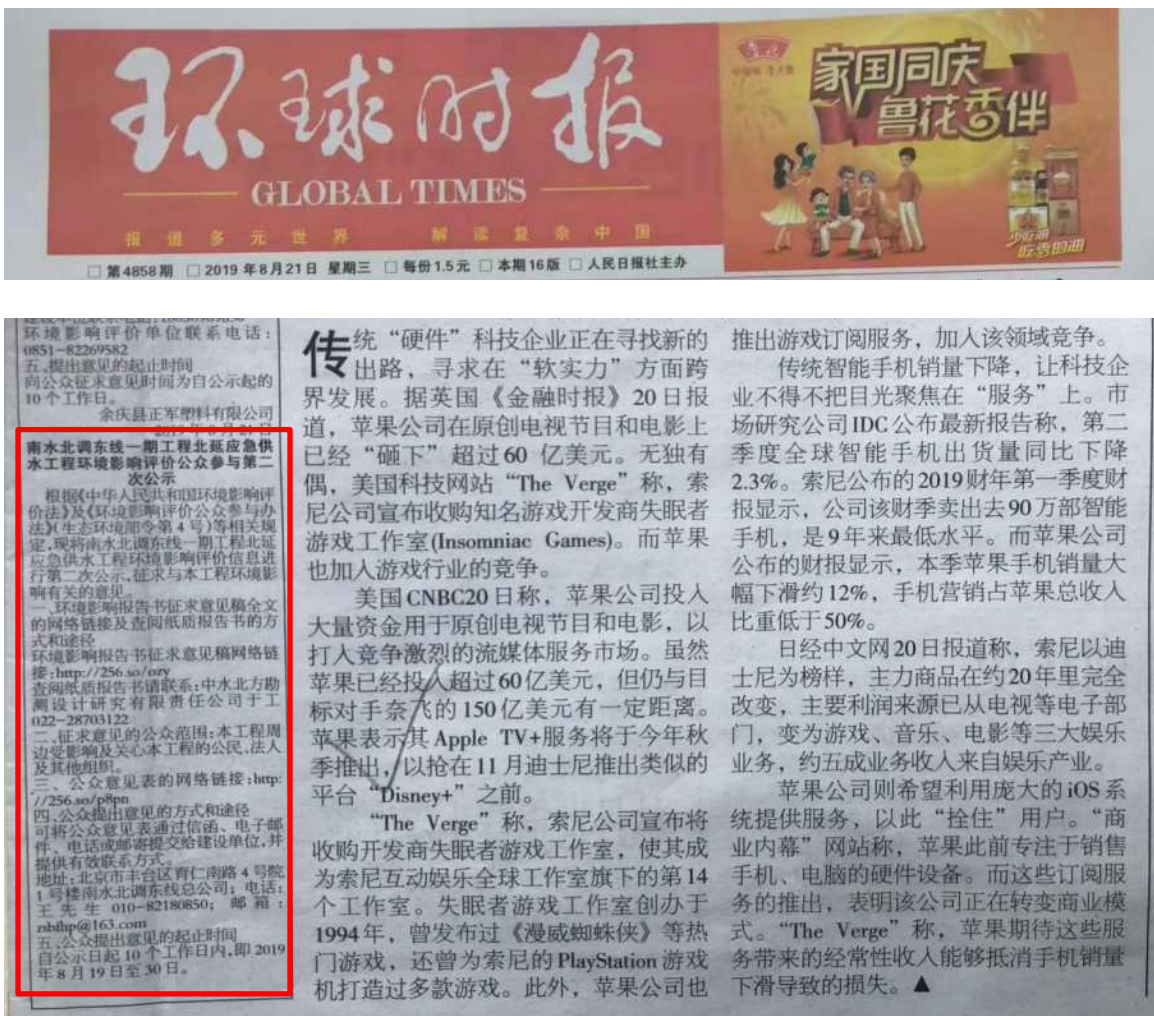 环球时报
GLOBAL TIMES
报道多元世界 解读复杂中国
□第4858期 □2019年8月21日 星期三 □每份1.5元 □本期16版 □人民日报社主办
鲁花
家国同庆
鲁花香伴
少吃油
吃香的油
环境影响评价单位联系电话:
0851-82269582
五、提出意见的起止时间
向公众征求意见时间为自公示起的
10个工作日。
余庆县正军塑料有限公司
2019年8月21日
南水北调东线一期工程北延应急供
水工程环境影响评价公众参与第二
次公示
根据《中华人民共和国环境影响评
价法》及《环境影响评价公众参与办
法》(生态环境部令第4号)等相关规
定,现将南水北调东线一期工程北延
应急供水工程环境影响评价信息进
行第二次公示,征求与本工程环境影
响有关的意见。
一、环境影响报告书征求意见稿全文
的网络链接及查阅纸质报告书的方
式和途径
环境影响报告书征求意见稿网络链
接:http://256.so/ozy
查阅纸质报告书请联系:中水北方勘
测设计研究有限责任公司于工
022-28703122
二、征求意见的公众范围:本工程周
边受影响及关心本工程的公民、法人
及其他组织。
三、公众意见表的网络链接:http:
//256.so/p8pn
四、公众提出意见的方式和途径
可将公众意见表通过信函、电子邮
件、电话或邮寄提交给建设单位,并
提供有效联系方式。
地址:北京市丰台区育仁南路4号院
1号楼南水北调东线总公司;电话:
王先生 010-82180850; 邮箱:
nsbdhp@163.com
五、公众提出意见的起止时间
自公示日起10个工作日内,即2019
年8月19日至30日。
传统“硬件”科技企业正在寻找新的
出路，寻求在“软实力”方面跨
界发展。据英国《金融时报》20日报
道，苹果公司在原创电视节目和电影上
已经“砸下”超过60 亿美元。无独有
偶，美国科技网站“The Verge”称，索
尼公司宣布收购知名游戏开发商失眠者
游戏工作室(Insomniac Games)。而苹果
也加入游戏行业的竞争。
美国CNBC20日称，苹果公司投入
大量资金用于原创电视节目和电影，以
打入竞争激烈的流媒体服务市场。虽然
苹果已经投入超过60亿美元，但仍与目
标对手奈飞的150亿美元有一定距离。
苹果表示其Apple TV+服务将于今年秋
季推出，以抢在11月迪士尼推出类似的
平台“Disney+”之前。
“The Verge”称，索尼公司宣布将
收购开发商失眠者游戏工作室，使其成
为索尼互动娱乐全球工作室旗下的第14
个工作室。失眠者游戏工作室创办于
1994年，曾发布过《漫威蜘蛛侠》等热
门游戏，还曾为索尼的PlayStation游戏
机打造过多款游戏。此外，苹果公司也
推出游戏订阅服务，加入该领域竞争。
传统智能手机销量下降，让科技企
业不得不把目光聚焦在“服务”上。市
场研究公司IDC公布最新报告称，第二
季度全球智能手机出货量同比下降
2.3%。索尼公布的2019财年第一季度财
报显示，公司该财季卖出去90万部智能
手机，是9年来最低水平。而苹果公司
公布的财报显示，本季苹果手机销量大
幅下滑约12%，手机营销占苹果总收入
比重低于50%。
日经中文网20日报道称，索尼以迪
士尼为榜样，主力商品在约20年里完全
改变，主要利润来源已从电视等电子部
门，变为游戏、音乐、电影等三大娱乐
业务，约五成业务收入来自娱乐产业。
苹果公司则希望利用庞大的iOS系
统提供服务，以此“拴住”用户。“商
业内幕”网站称，苹果此前专注于销售
手机、电脑的硬件设备。而这些订阅服
务的推出，表明该公司正在转变商业模
式。“The Verge”称，苹果期待这些服
务带来的经常性收入能够抵消手机销量
下滑导致的损失。▲